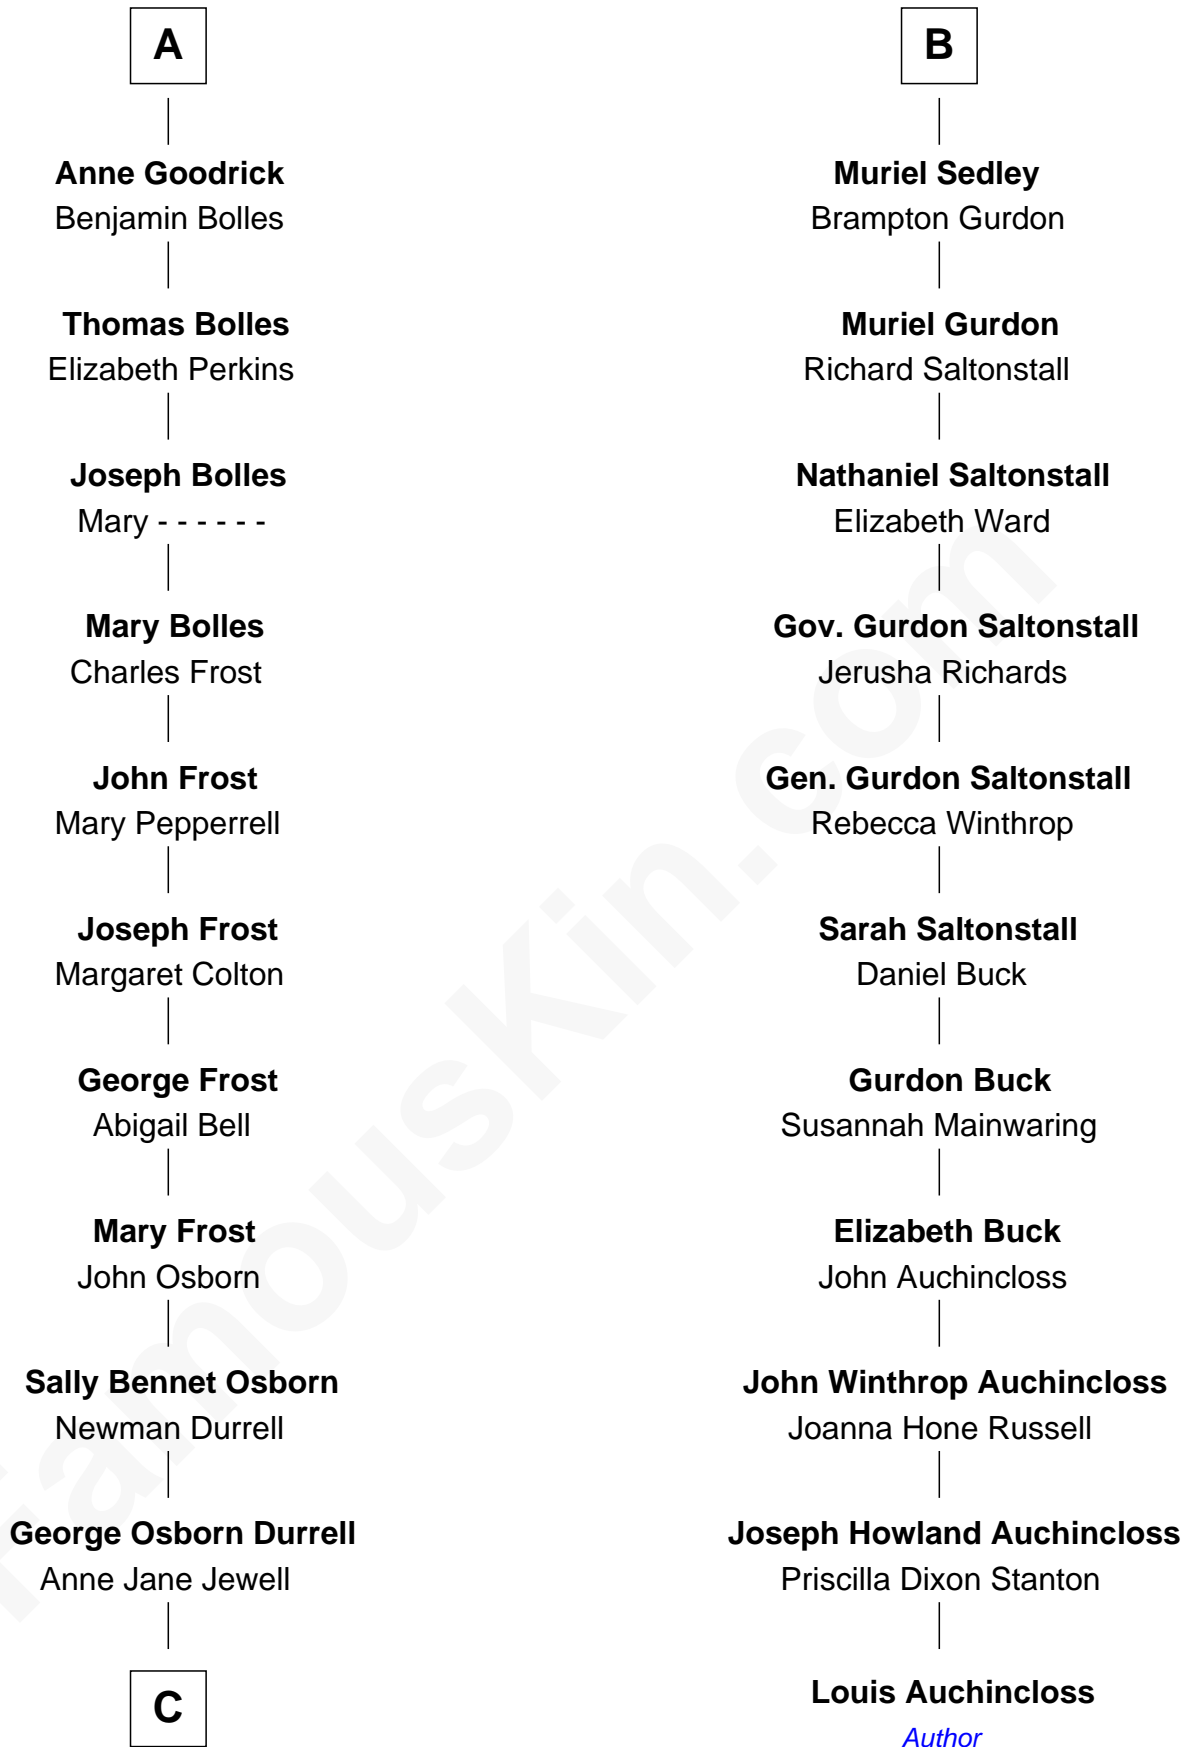 A
Anne Goodrick
Benjamin Bolles
Thomas Bolles
Elizabeth Perkins
Joseph Bolles
Mary - - - - - -
Mary Bolles
Charles Frost
John Frost
Mary Pepperrell
Joseph Frost
Margaret Colton
George Frost
Abigail Bell
Mary Frost
John Osborn
Sally Bennet Osborn
Newman Durrell
George Osborn Durrell
Anne Jane Jewell
C
B
Muriel Sedley
Brampton Gurdon
Muriel Gurdon
Richard Saltonstall
Nathaniel Saltonstall
Elizabeth Ward
Gov. Gurdon Saltonstall
Jerusha Richards
Gen. Gurdon Saltonstall
Rebecca Winthrop
Sarah Saltonstall
Daniel Buck
Gurdon Buck
Susannah Mainwaring
Elizabeth Buck
John Auchincloss
John Winthrop Auchincloss
Joanna Hone Russell
Joseph Howland Auchincloss
Priscilla Dixon Stanton
Louis Auchincloss
Author
FamousKin.com